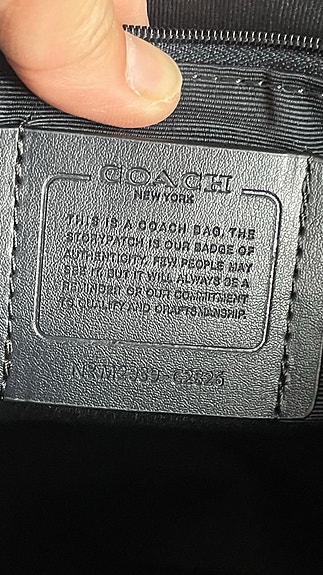 COACH
NEW YORK
THIS IS A COACH BAG. THE
STORYPATCH IS OUR BADGE OF
AUTHENTICITY. FEW PEOPLE MAY
SEE IT, BUT IT WILL ALWAYS BE A
REMINDER OF OUR COMMITMENT
TO QUALITY AND CRAFTSMANSHIP.